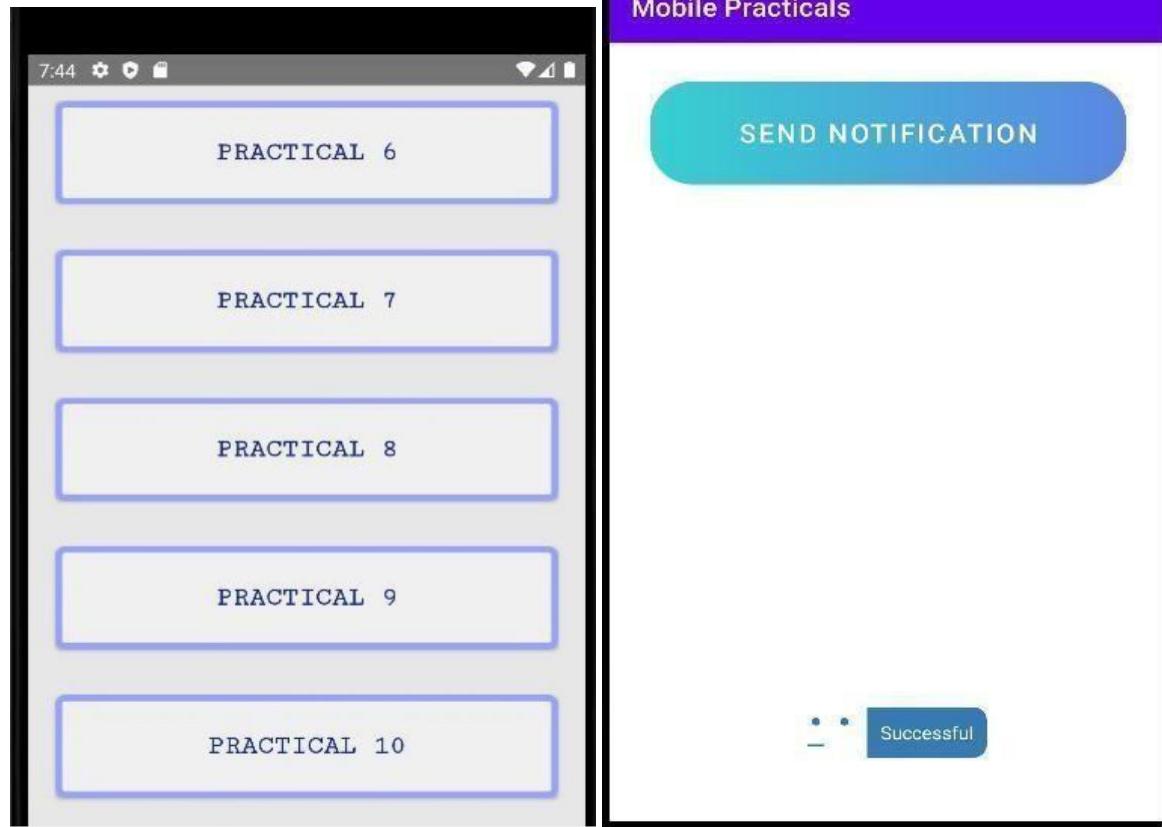 7:44
PRACTICAL 6
PRACTICAL 7
PRACTICAL 8
PRACTICAL 9
PRACTICAL 10
Mobile Practicals
SEND NOTIFICATION
Successful